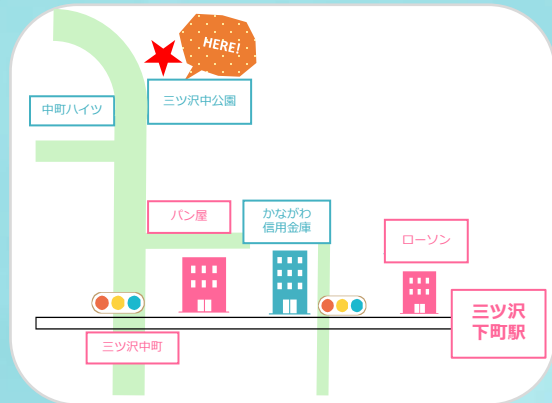 HERE!
三ツ沢中公園
中町ハイツ
パン屋
かながわ
信用金庫
ローソン
三ツ沢
下町駅
三ツ沢中町